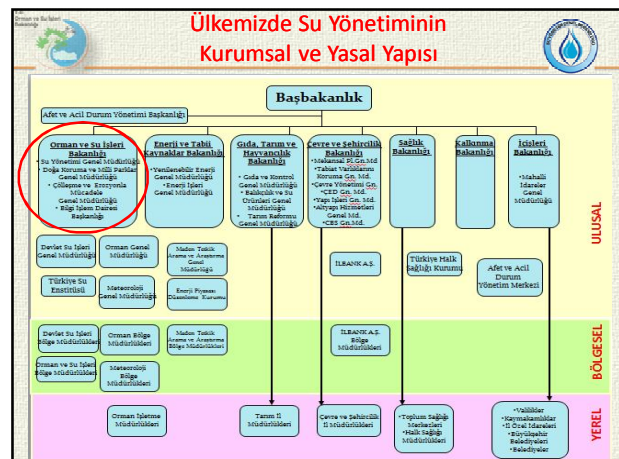 Orman ve Su İşleri
Bakanlığı
Ülkemizde Su Yönetiminin
Kurumsal ve Yasal Yapısı
Başbakanlık
Afet ve Acil Durum Yönetimi Başkanlığı
Orman ve Su İşleri
Bakanlığı
• Su Yönetimi Genel Müdürlüğü
• Doğa Koruma ve Milli Parklar
Genel Müdürlüğü
• Çölleşme ve Erozyonla
Mücadele
Genel Müdürlüğü
• Bilgi İşlem Dairesi
Başkanlığı
Enerji ve Tabii
Kaynaklar Bakanlığı
•Yenilenebilir Enerji
Genel Müdürlüğü
• Enerji İşleri
Genel Müdürlüğü
Gıda, Tarım ve
Hayvancılık Bakanlığı
• Gıda ve Kontrol
Genel Müdürlüğü
• Balıkçılık ve Su
Ürünleri Genel
Müdürlüğü
• Tarım Reformu
Genel Müdürlüğü
Çevre ve Şehircilik
Bakanlığı
•Mekansal Pl.Gn.Md.
•Tabiat Varlıklarını
Koruma Gn. Md.
•Çevre Yönetimi Gn.
•ÇED Gn. Md.
•Yapı İşleri Gn. Md.
•Altyapı Hizmetleri
Genel Md.
•CBS Gn.Md.
Sağlık
Bakanlığı
Kalkınma
Bakanlığı
İçişleri
Bakanlığı
•Mahalli
İdareler
Genel
Müdürlüğü
ULUSAL
Devlet Su İşleri
Genel Müdürlüğü
Orman Genel
Müdürlüğü
Maden Tetkik
Arama ve Araştırma
Genel
Müdürlüğü
İLBANK A.Ş.
Türkiye Halk
Sağlığı Kurumu
Afet ve Acil
Durum
Yönetim Merkezi
Türkiye Su
Enstitüsü
Meteoroloji
Genel Müdürlüğü
Enerji Piyasası
Düzenleme Kurumu
BÖLGESEL
Devlet Su İşleri
Bölge Müdürlükleri
Orman Bölge
Müdürlükleri
Maden Tetkik
Arama ve Araştırma
Bölge Müdürlükleri
İLBANK A.Ş.
Bölge
Müdürlükleri
Orman ve Su İşleri
Bölge Müdürlükleri
Meteoroloji
Bölge
Müdürlükleri
YEREL
Orman İşletme
Müdürlükleri
Tarım İl
Müdürlükleri
Çevre ve Şehircilik
İl Müdürlükleri
•Toplum Sağlığı
Merkezleri
•Halk Sağlığı
Müdürlükleri
•Valilikler
•Kaymakamlıklar
•İl Özel İdareleri
•Büyükşehir
Belediyeleri
•Belediyeler